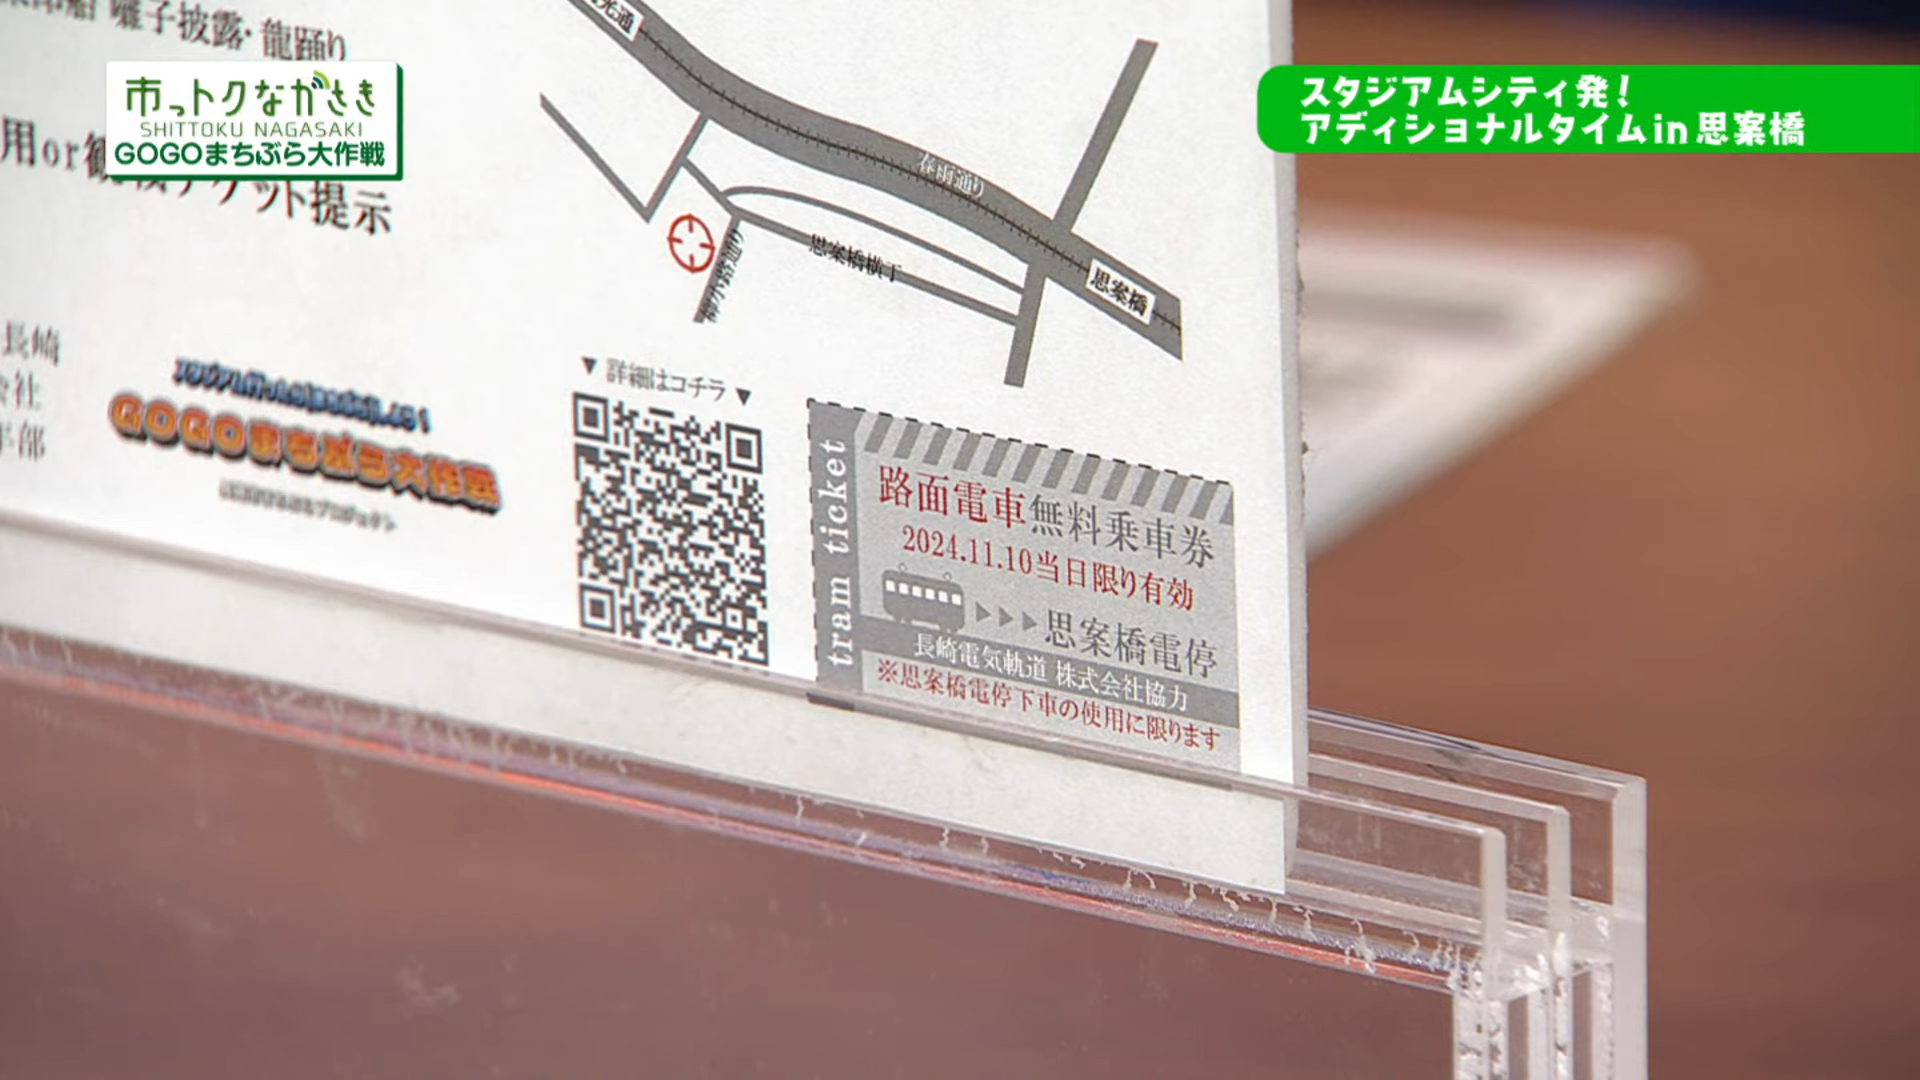 囃子披露・龍踊り
市っトクながさき
SHITTOKU NAGASAKI
GOGOまちぶら大作戦
スタジアムシティ発！
アディショナルタイムin思案橋
用or
チケット提示
春雨通り
思案橋横丁
思案橋
長崎
会社
▼ 詳細はコチラ ▼
GOGOまちぶら大作戦
tram ticket
路面電車無料乗車券
2024.11.10当日限り有効
▶▶▶思案橋電停
長崎電気軌道 株式会社協力
※思案橋電停下車の使用に限ります